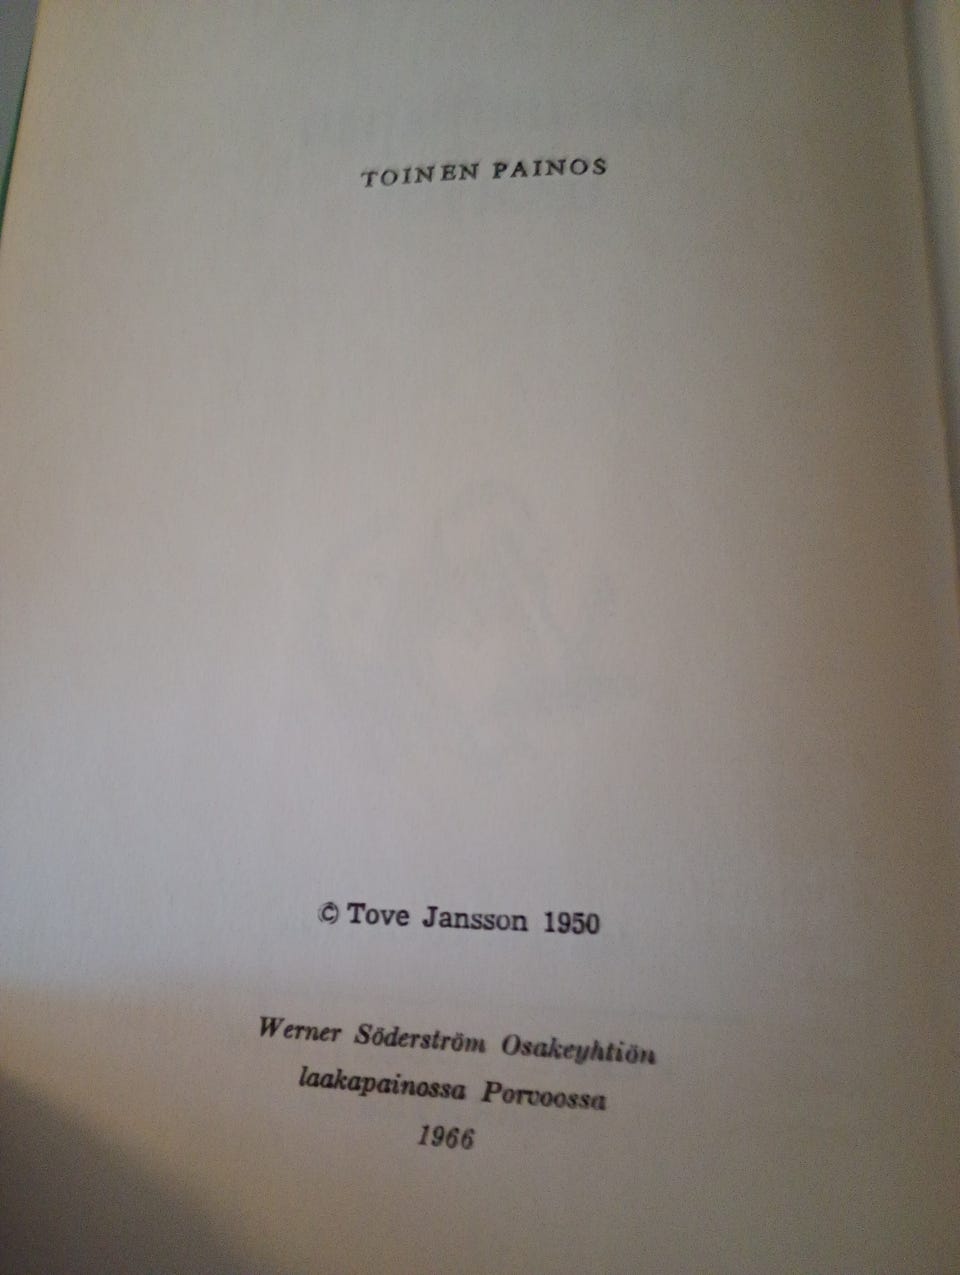 TOINEN PAINOS
© Tove Jansson 1950
Werner Söderström Osakeyhtiön
laakapainossa Porvoossa
1966